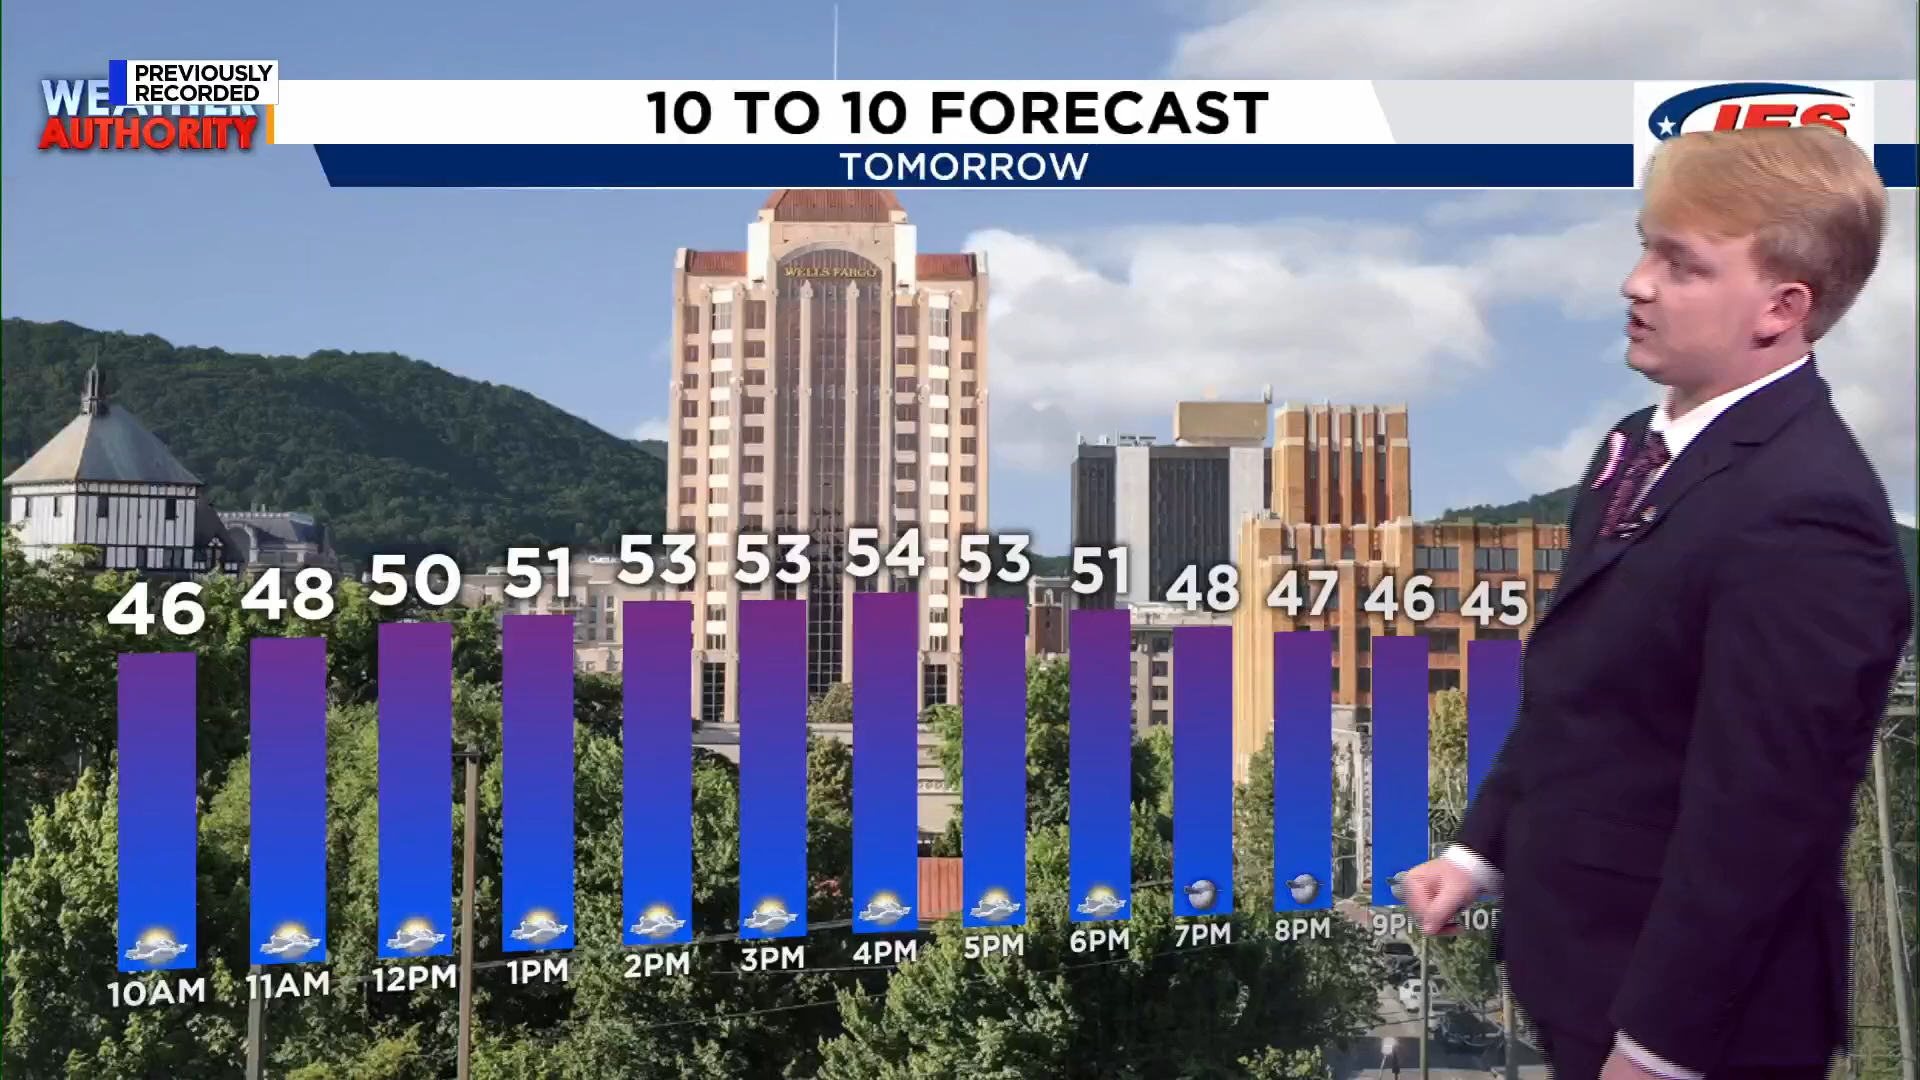 PREVIOUSLY
RECORDED
WEATHER
AUTHORITY
10 TO 10 FORECAST
TOMORROW
WELLS FARGO
46 48 50 51 53 53 54 53 51 48 47 46 45
10AM 11AM 12PM 1PM 2PM 3PM 4PM 5PM 6PM 7PM 8PM